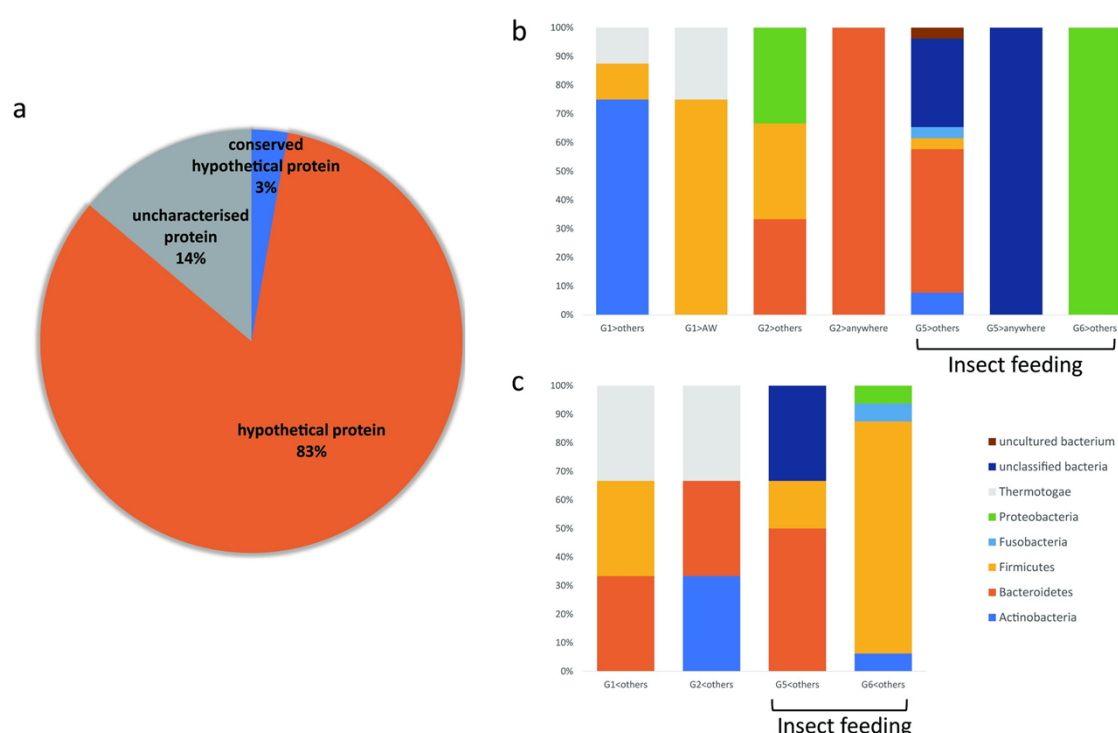 a
conserved
hypothetical protein
3%
uncharacterised
protein
14%
hypothetical protein
83%
b
100%
90%
80%
70%
60%
50%
40%
30%
20%
10%
0%
G1>others
G1>AW
G2>others
G2>anywhere
G5>others
G5>anywhere
G6>others
Insect feeding
c
100%
90%
80%
70%
60%
50%
40%
30%
20%
10%
0%
G1<others
G2<others
G5<others
G6<others
Insect feeding
uncultured bacterium
unclassified bacteria
Thermotogae
Proteobacteria
Fusobacteria
Firmicutes
Bacteroidetes
Actinobacteria